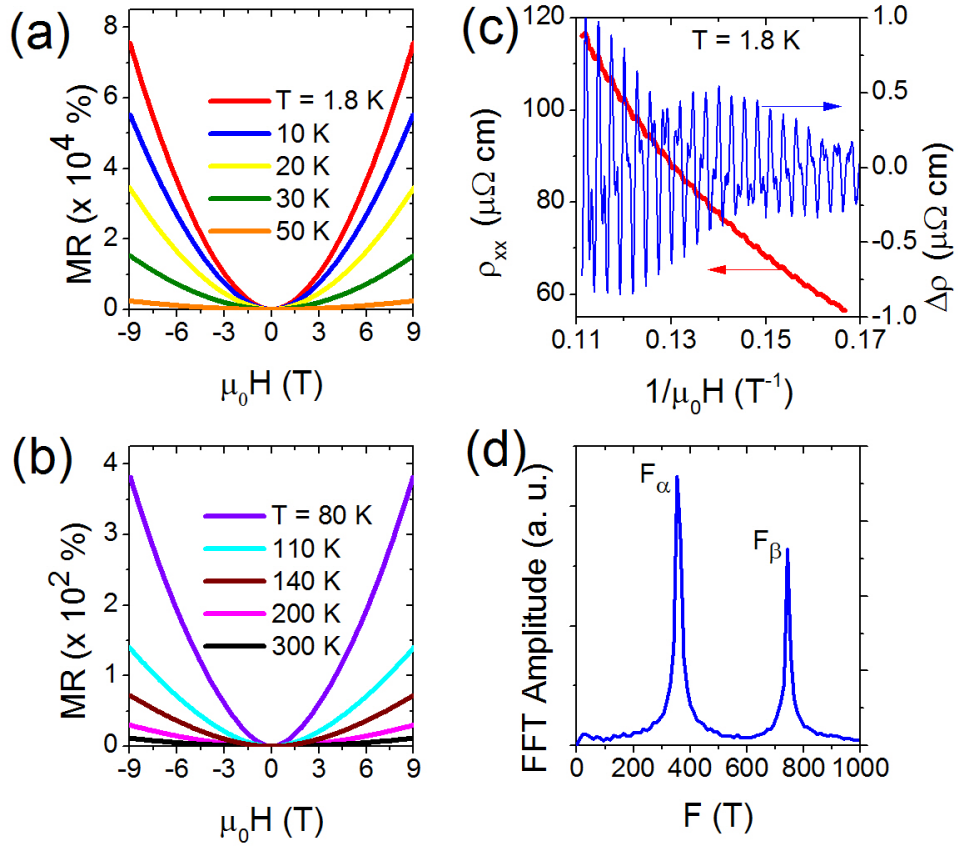 (a)
MR (x 10⁴ %)
8
6
4
2
0
T = 1.8 K
10 K
20 K
30 K
50 K
-9 -6 -3 0 3 6 9
μ₀H (T)
(c)
ρxx (μΩ cm)
120
100
80
60
T = 1.8 K
1.0
0.5
0.0
-0.5
-1.0
Δρ (μΩ cm)
0.11 0.13 0.15 0.17
1/μ₀H (T⁻¹)
(b)
MR (x 10² %)
4
3
2
1
0
T = 80 K
110 K
140 K
200 K
300 K
-9 -6 -3 0 3 6 9
μ₀H (T)
(d)
FFT Amplitude (a. u.)
Fα
Fβ
0 200 400 600 800 1000
F (T)